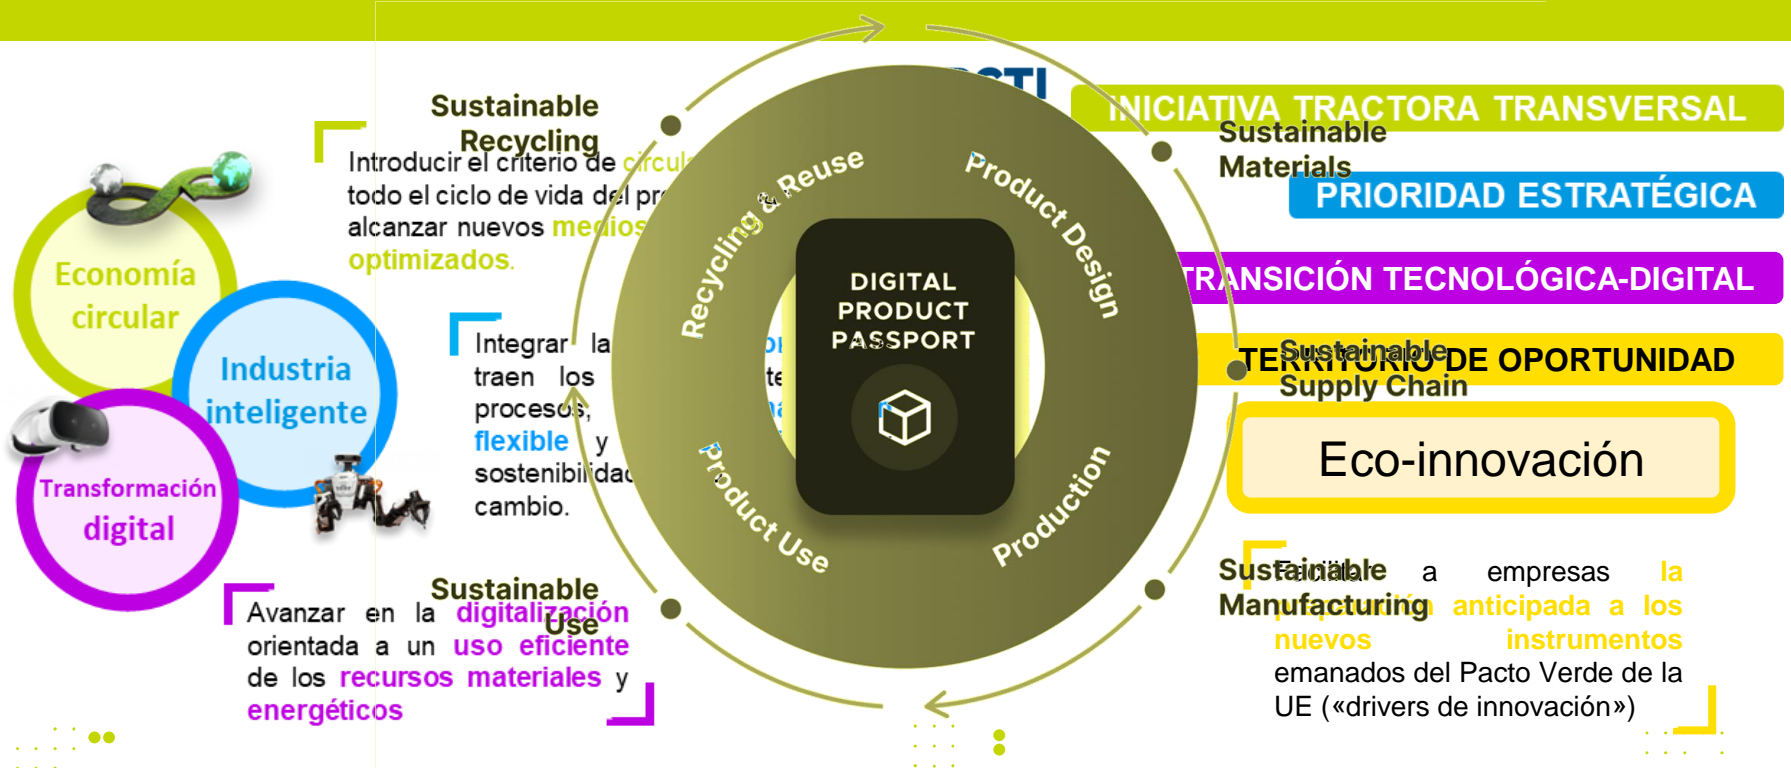 Sustainable
Recycling
Introducir el criterio de
todo el ciclo de vida del
alcanzar nuevos medios
optimizados.
Economía
circular
Industria
inteligente
Transformación
digital
Integrar la
traen los
procesos,
flexible y
cambio.
Sustainable
Use
Avanzar en la digitalización
orientada a un uso eficiente
de los recursos materiales y
energéticos
Recycling & Reuse
Product Design
DIGITAL
PRODUCT
PASSPORT
Product Use
Production
INICIATIVA TRACTORA TRANSVERSAL
Sustainable
Materials
PRIORIDAD ESTRATÉGICA
TRANSICIÓN TECNOLÓGICA-DIGITAL
TERRITORIO DE OPORTUNIDAD
Sustainable
Supply Chain
Eco-innovación
Sustainable
Manufacturing
a empresas la
anticipada a los
nuevos instrumentos
emanados del Pacto Verde de la
UE («drivers de innovación»)